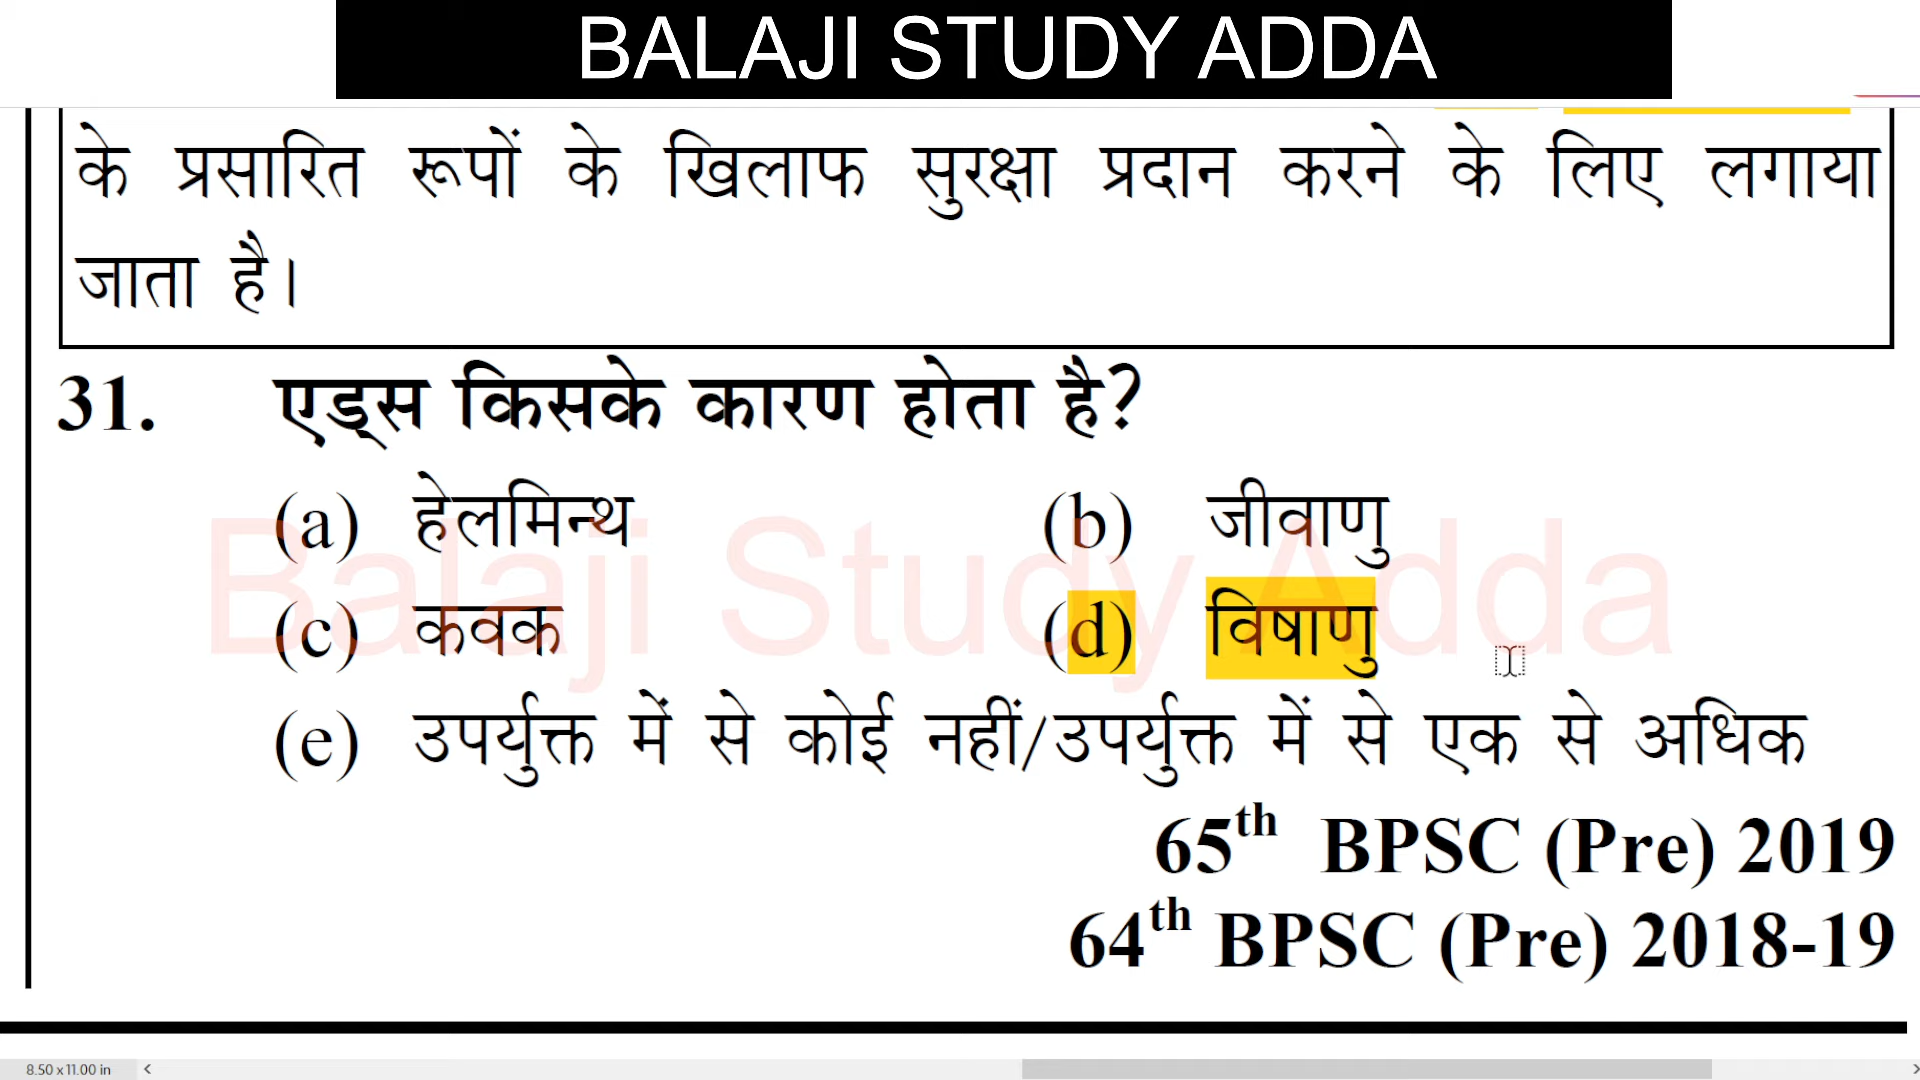 BALAJI STUDY ADDA
के प्रसारित रूपों के खिलाफ सुरक्षा प्रदान करने के लिए लगाया
जाता है।
31. एड्स किसके कारण होता है?
(a) हेलमिन्थ (b) जीवाणु
(c) कवक (d) विषाणु
(e) उपर्युक्त में से कोई नहीं/उपर्युक्त में से एक से अधिक
65th BPSC (Pre) 2019
64th BPSC (Pre) 2018-19
Balaji Study Adda
8.50 x 11.00 in